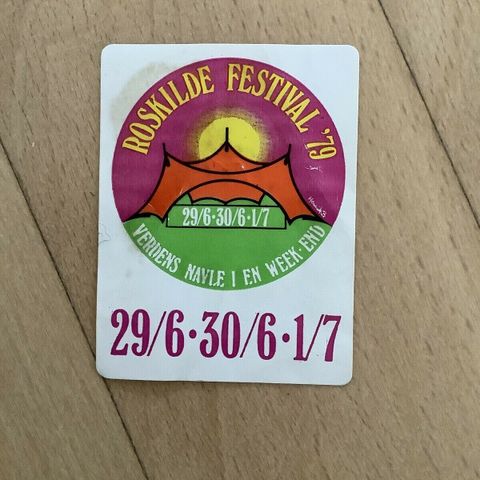 ROSKILDE FESTIVAL '79
29/6·30/6·1/7
VERDENS NAVLE I EN WEEK-END
29/6·30/6·1/7